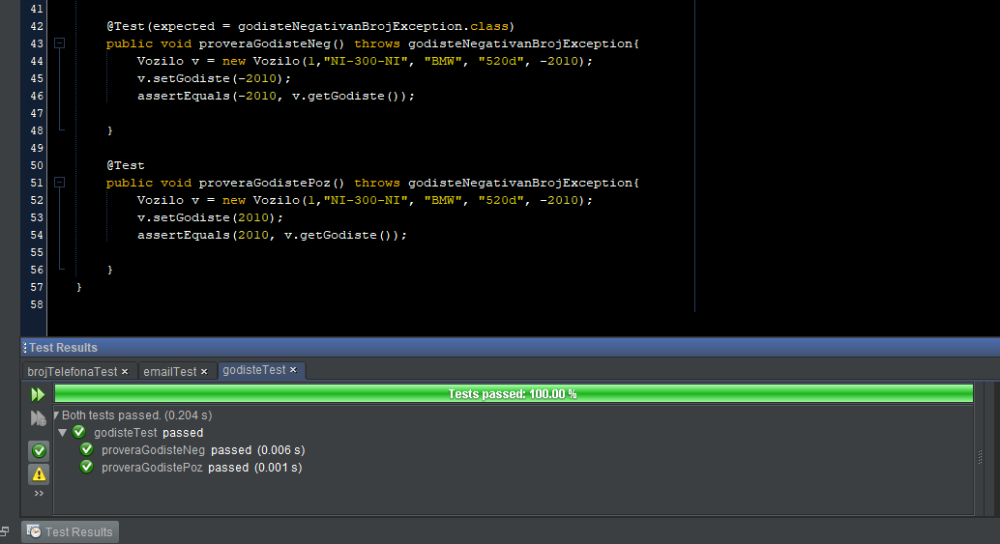 41
42 @Test(expected = godisteNegativanBrojException.class)
43 public void proveraGodisteNeg() throws godisteNegativanBrojException{
44 Vozilo v = new Vozilo(1,"NI-300-NI", "BMW", "520d", -2010);
45 v.setGodiste(-2010);
46 assertEquals(-2010, v.getGodiste());
47
48 }
49
50 @Test
51 public void proveraGodistePoz() throws godisteNegativanBrojException{
52 Vozilo v = new Vozilo(1,"NI-300-NI", "BMW", "520d", -2010);
53 v.setGodiste(2010);
54 assertEquals(2010, v.getGodiste());
55
56 }
57 }
58
Test Results
brojTelefonaTest × emailTest × godisteTest ×
Tests passed: 100.00 %
Both tests passed. (0.204 s)
godisteTest passed
proveraGodisteNeg passed (0.006 s)
proveraGodistePoz passed (0.001 s)
Test Results